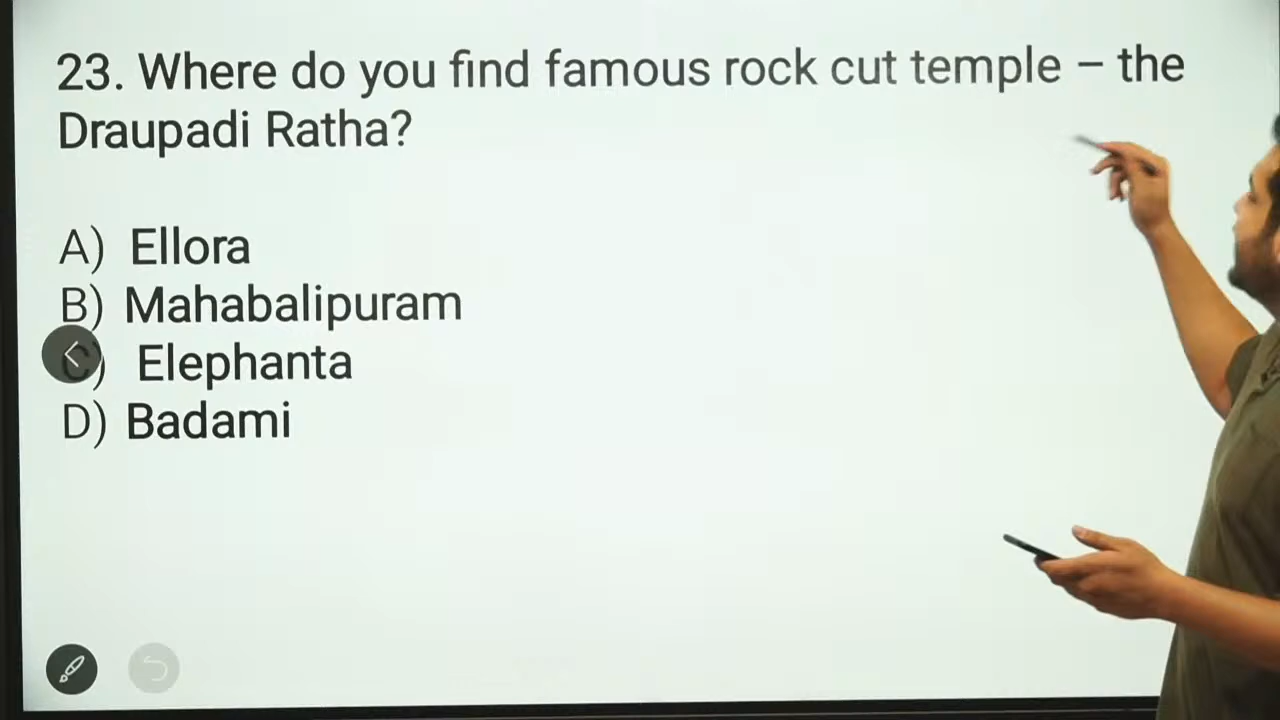 23. Where do you find famous rock cut temple – the
Draupadi Ratha?
A) Ellora
B) Mahabalipuram
C) Elephanta
D) Badami